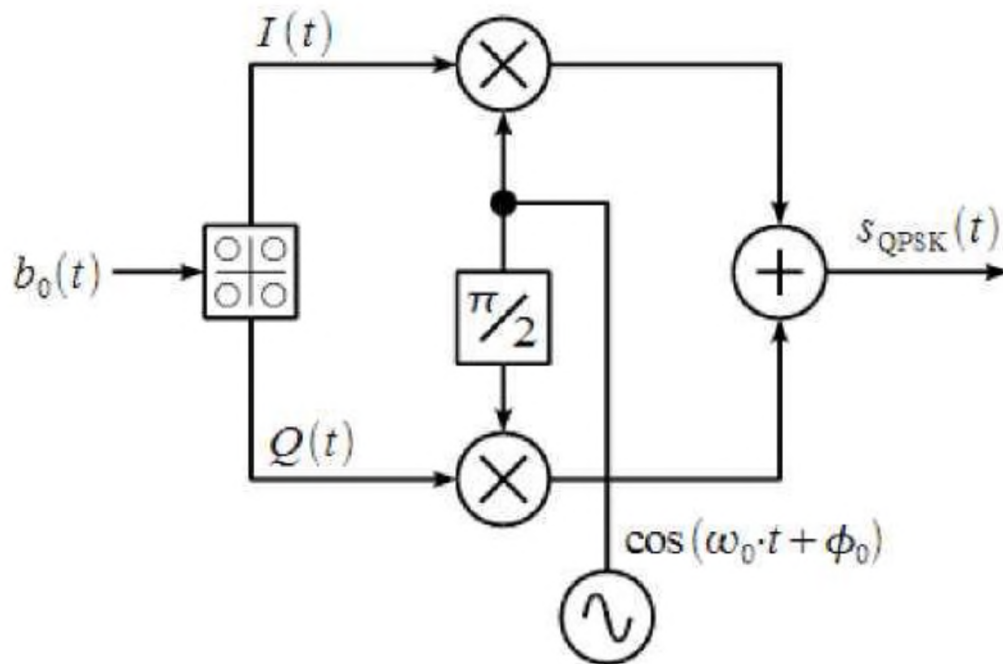 I(t)
b₀(t)
π/2
s_QPSK(t)
Q(t)
cos(ω₀·t+ϕ₀)